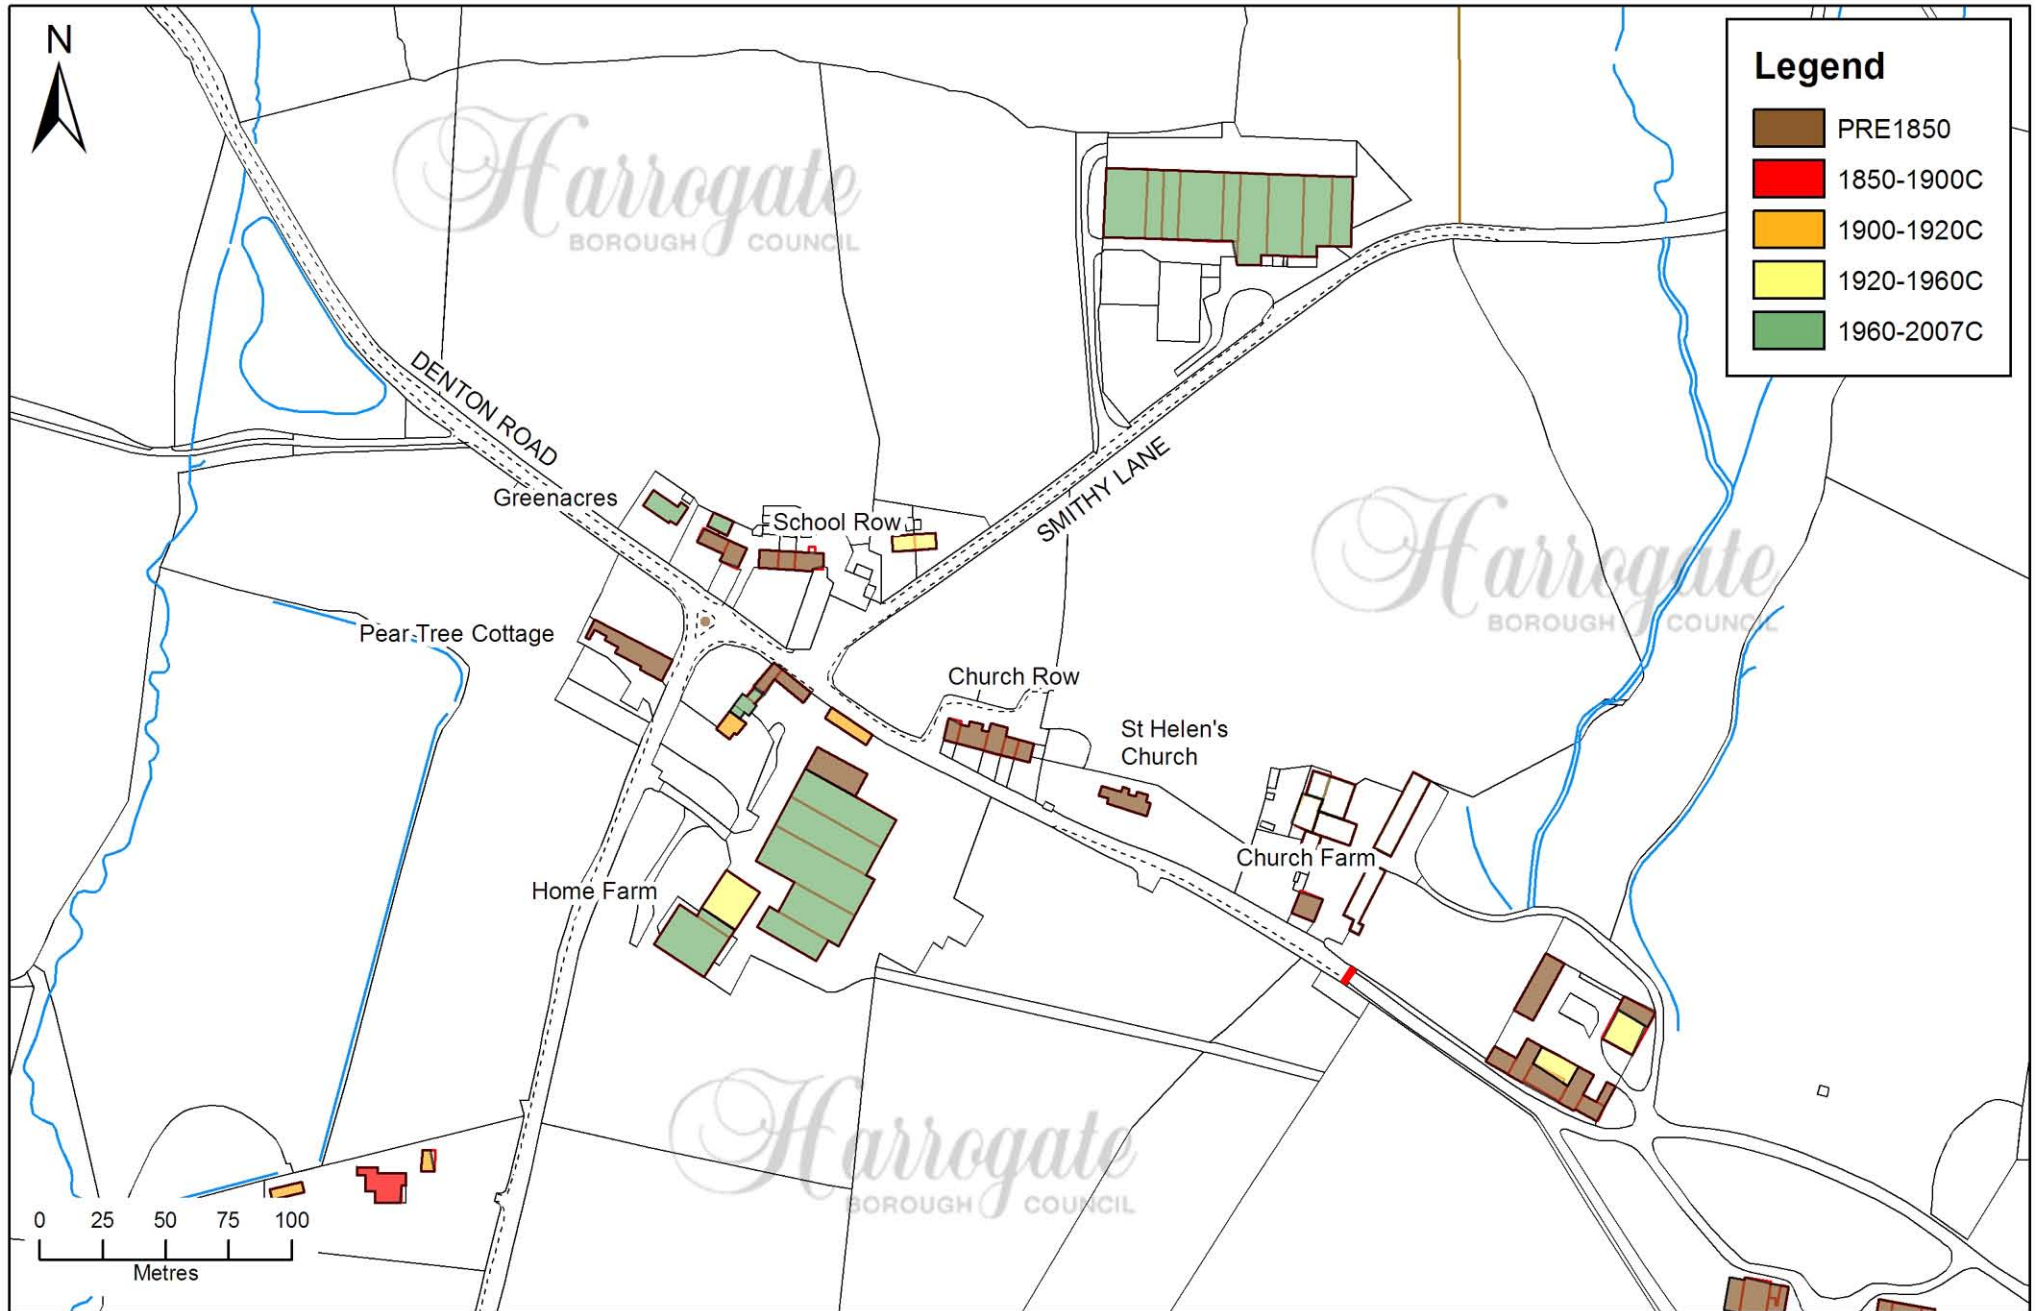 N
Legend
PRE1850
1850-1900C
1900-1920C
1920-1960C
1960-2007C
Harrogate
BOROUGH COUNCIL
DENTON ROAD
SMITHY LANE
Greenacres
School Row
Harrogate
BOROUGH COUNCIL
Pear Tree Cottage
Church Row
St Helen's
Church
Church Farm
Home Farm
Harrogate
BOROUGH COUNCIL
0 25 50 75 100
Metres